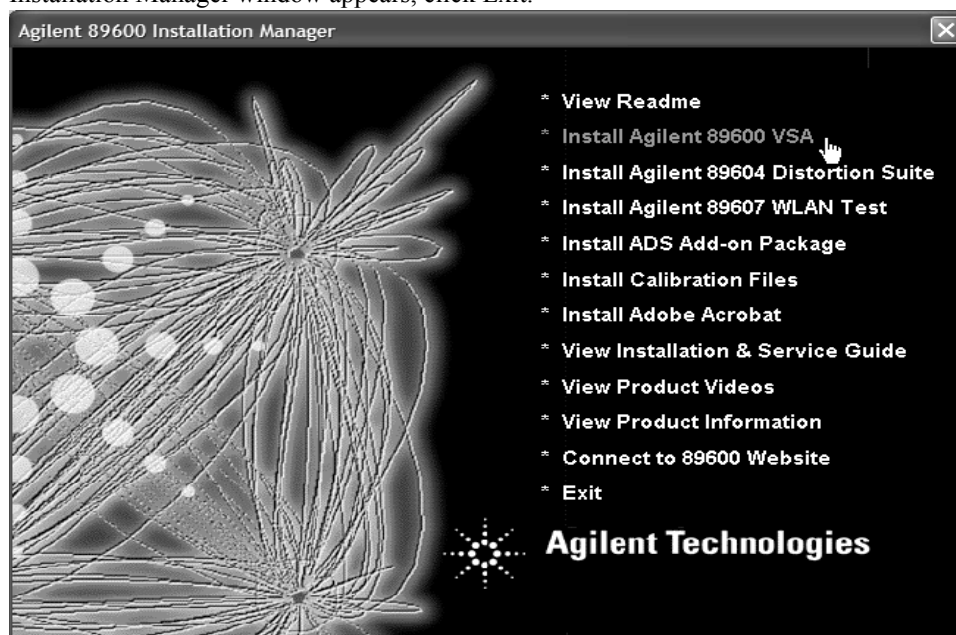 Installation Manager window appears, click Exit.
Agilent 89600 Installation Manager
* View Readme
* Install Agilent 89600 VSA
* Install Agilent 89604 Distortion Suite
* Install Agilent 89607 WLAN Test
* Install ADS Add-on Package
* Install Calibration Files
* Install Adobe Acrobat
* View Installation & Service Guide
* View Product Videos
* View Product Information
* Connect to 89600 Website
* Exit
Agilent Technologies